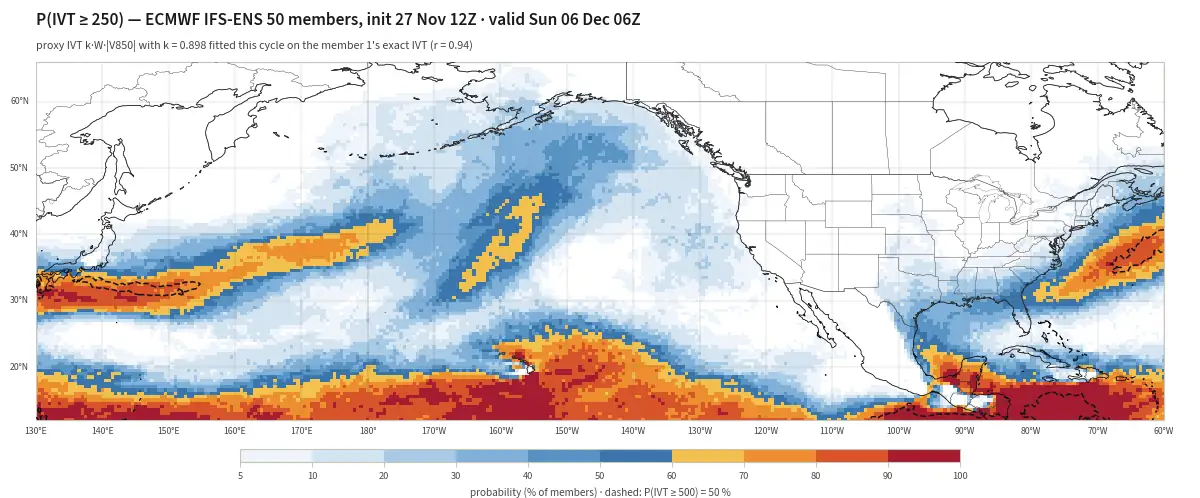 P(IVT ≥ 250) — ECMWF IFS-ENS 50 members, init 27 Nov 12Z · valid Sun 06 Dec 06Z
proxy IVT k·W·|V850| with k = 0.898 fitted this cycle on the member 1's exact IVT (r = 0.94)
60°N
50°N
40°N
30°N
20°N
130°E 140°E 150°E 160°E 180° 170°W 160°W 150°W 140°W 130°W 120°W 110°W 100°W 90°W 80°W 70°W 60°W
5 10 20 30 40 50 60 70 80 90 100
probability (% of members) · dashed: P(IVT ≥ 500) = 50 %